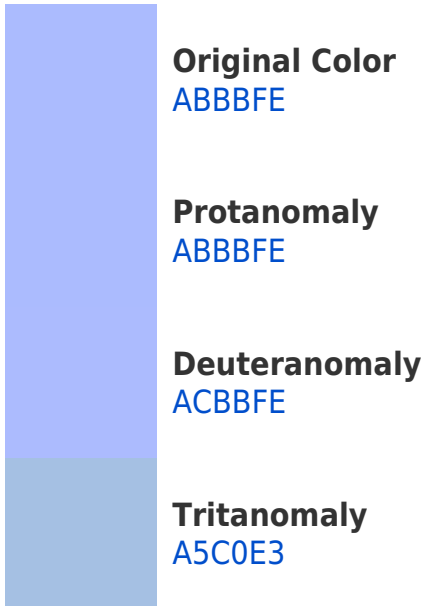 Original Color
ABBBFE
Protanomaly
ABBBFE
Deuteranomaly
ACBBFE
Tritanomaly
A5C0E3